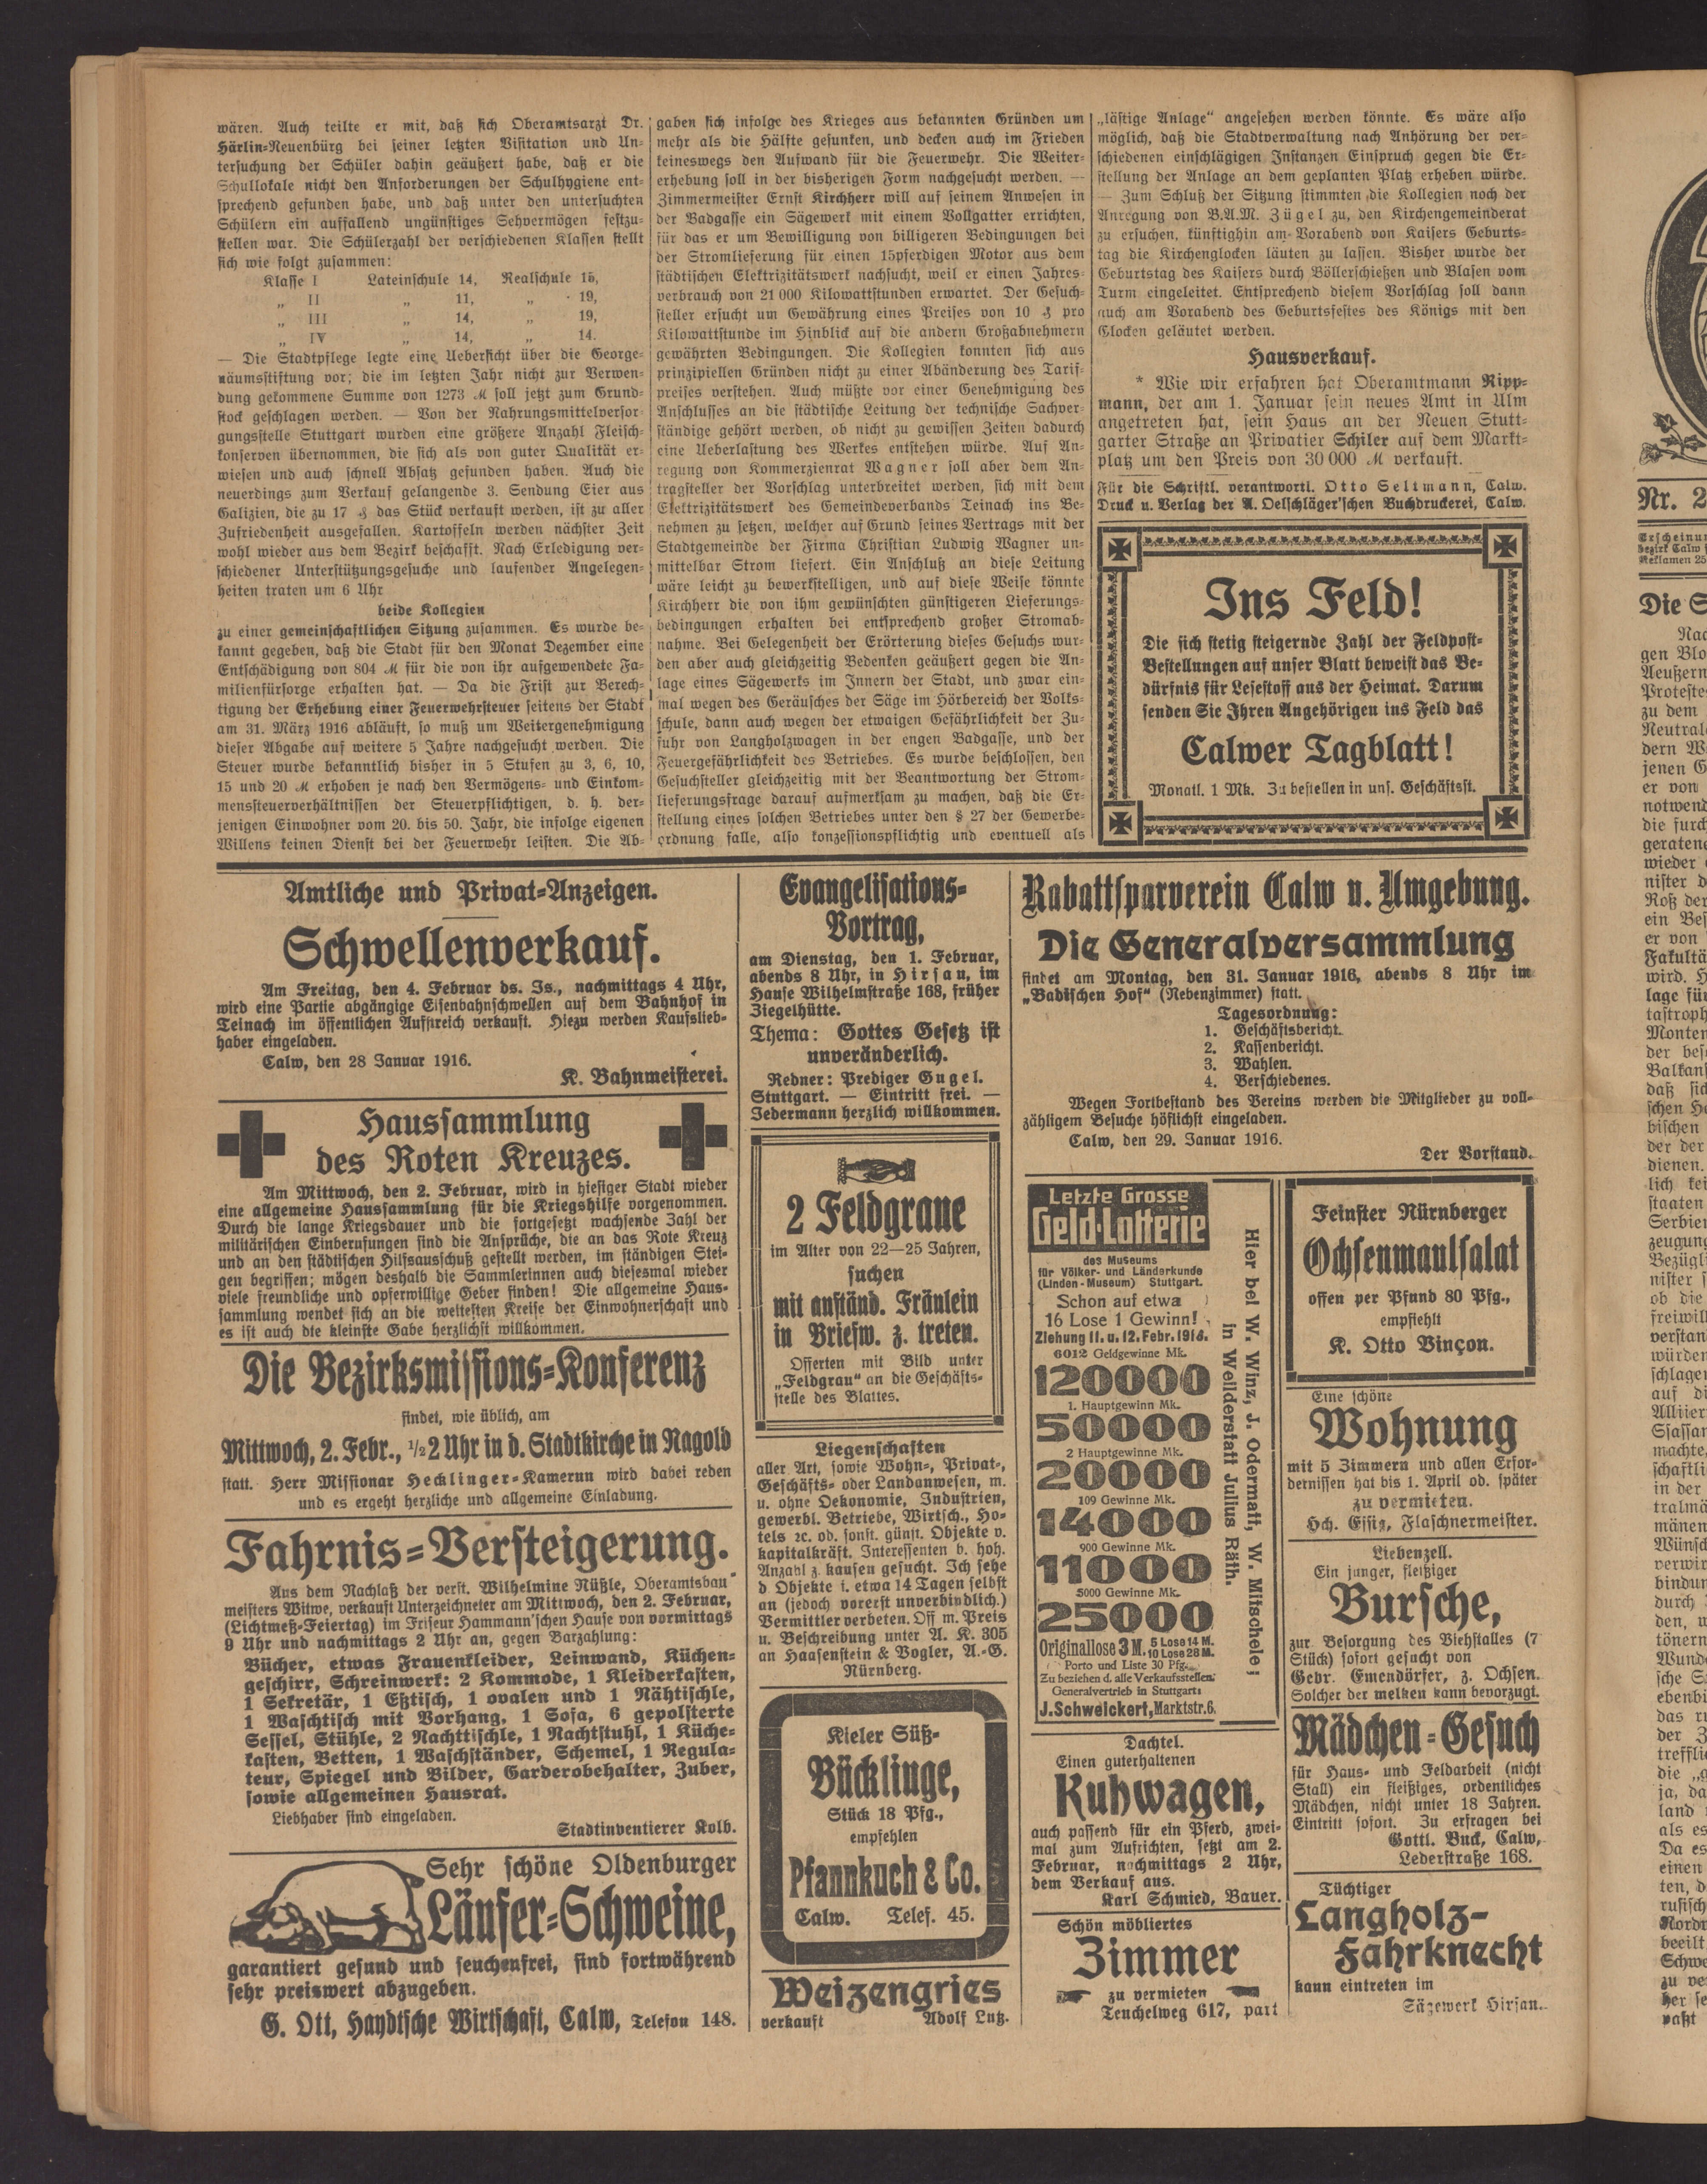 wären. Auch teilte er mit, daß sich Oberamtsarzt Dr.
Härlin-Neuenbürg bei seiner letzten Visitation und Un-
tersuchung der Schüler dahin geäußert habe, daß er die
Schullokale nicht den Anforderungen der Schulhygiene ent-
sprechend gefunden habe, und daß unter den untersuchten
Schülern ein auffallend ungünstiges Sehvermögen festzu-
stellen war. Die Schülerzahl der verschiedenen Klassen stellt
sich wie folgt zusammen:
Klasse I Lateinschule 14, Realschule 15,
„ II „ 11, „ 19,
„ III „ 14, „ 19,
„ IV „ 14, „ 14.
— Die Stadtpflege legte eine Uebersicht über die George-
näumsstiftung vor; die im letzten Jahr nicht zur Verwen-
dung gekommene Summe von 1273 ℳ soll jetzt zum Grund-
stock geschlagen werden. — Von der Nahrungsmittelversor-
gungsstelle Stuttgart wurden eine größere Anzahl Fleisch-
konserven übernommen, die sich als von guter Qualität er-
wiesen und auch schnell Absatz gefunden haben. Auch die
neuerdings zum Verkauf gelangende 3. Sendung Eier aus
Galizien, die zu 17 ₰ das Stück verkauft werden, ist zu aller
Zufriedenheit ausgefallen. Kartoffeln werden nächster Zeit
wohl wieder aus dem Bezirk beschafft. Nach Erledigung ver-
schiedener Unterstützungsgesuche und laufender Angelegen-
heiten traten um 6 Uhr
beide Kollegien
zu einer gemeinschaftlichen Sitzung zusammen. Es wurde be-
kannt gegeben, daß die Stadt für den Monat Dezember eine
Entschädigung von 804 ℳ für die von ihr aufgewendete Fa-
milienfürsorge erhalten hat. — Da die Frist zur Berech-
tigung der Erhebung einer Feuerwehrsteuer seitens der Stadt
am 31. März 1916 abläuft, so muß um Weitergenehmigung
dieser Abgabe auf weitere 5 Jahre nachgesucht werden. Die
Steuer wurde bekanntlich bisher in 5 Stufen zu 3, 6, 10,
15 und 20 ℳ erhoben je nach den Vermögens- und Einkom-
mensteuerverhältnissen der Steuerpflichtigen, d. h. der-
jenigen Einwohner vom 20. bis 50. Jahr, die infolge eigenen
Willens keinen Dienst bei der Feuerwehr leisten. Die Ab-
gaben sich infolge des Krieges aus bekannten Gründen um
mehr als die Hälfte gesunken, und decken auch im Frieden
keineswegs den Aufwand für die Feuerwehr. Die Weiter-
erhebung soll in der bisherigen Form nachgesucht werden. —
Zimmermeister Ernst Kirchherr will auf seinem Anwesen in
der Badgasse ein Sägewerk mit einem Vollgatter errichten,
für das er um Bewilligung von billigeren Bedingungen bei
der Stromlieferung für einen 15pferdigen Motor aus dem
städtischen Elektrizitätswerk nachsucht, weil er einen Jahres-
verbrauch von 21 000 Kilowattstunden erwartet. Der Gesuch-
steller ersucht um Gewährung eines Preises von 10 ₰ pro
Kilowattstunde im Hinblick auf die andern Großabnehmern
gewährten Bedingungen. Die Kollegien konnten sich aus
prinzipiellen Gründen nicht zu einer Abänderung des Tarif-
preises verstehen. Auch müßte vor einer Genehmigung des
Anschlusses an die städtische Leitung der technische Sachver-
ständige gehört werden, ob nicht zu gewissen Zeiten dadurch
eine Ueberlastung des Werkes entstehen würde. Auf An-
regung von Kommerzienrat Wagner soll aber dem An-
tragsteller der Vorschlag unterbreitet werden, sich mit dem
Elektrizitätswerk des Gemeindeverbands Teinach ins Be-
nehmen zu setzen, welcher auf Grund seines Vertrags mit der
Stadtgemeinde der Firma Christian Ludwig Wagner un-
mittelbar Strom liefert. Ein Anschluß an diese Leitung
wäre leicht zu bewerkstelligen, und auf diese Weise könnte
Kirchherr die von ihm gewünschten günstigeren Lieferungs-
bedingungen erhalten bei entsprechend großer Stromab-
nahme. Bei Gelegenheit der Erörterung dieses Gesuchs wur-
den aber auch gleichzeitig Bedenken geäußert gegen die An-
lage eines Sägewerks im Innern der Stadt, und zwar ein-
mal wegen des Geräusches der Säge im Hörbereich der Volks-
schule, dann auch wegen der etwaigen Gefährlichkeit der Zu-
fuhr von Langholzwagen in der engen Badgasse, und der
Feuergefährlichkeit des Betriebes. Es wurde beschlossen, den
Gesuchsteller gleichzeitig mit der Beantwortung der Strom-
lieferungsfrage darauf aufmerksam zu machen, daß die Er-
stellung eines solchen Betriebes unter den § 27 der Gewerbe-
ordnung falle, also konzessionspflichtig und eventuell als
„lästige Anlage“ angesehen werden könnte. Es wäre also
möglich, daß die Stadtverwaltung nach Anhörung der ver-
schiedenen einschlägigen Instanzen Einspruch gegen die Er-
stellung der Anlage an dem geplanten Platz erheben würde.
— Zum Schluß der Sitzung stimmten die Kollegien noch der
Anregung von B.A.M. Zügel zu, den Kirchengemeinderat
zu ersuchen, künftighin am Vorabend von Kaisers Geburts-
tag die Kirchenglocken läuten zu lassen. Bisher wurde der
Geburtstag des Kaisers durch Böllerschießen und Blasen vom
Turm eingeleitet. Entsprechend diesem Vorschlag soll dann
auch am Vorabend des Geburtsfestes des Königs mit den
Glocken geläutet werden.
Hausverkauf.
* Wie wir erfahren hat Oberamtmann Ripp-
mann, der am 1. Januar sein neues Amt in Ulm
angetreten hat, sein Haus an der Neuen Stutt-
garter Straße an Privatier Schiler auf dem Markt-
platz um den Preis von 30 000 ℳ verkauft.
Für die Schriftl. verantwortl. Otto Seltmann, Calw.
Druck u. Verlag der A. Oelschläger'schen Buchdruckerei, Calw.
Ins Feld!
Die sich stetig steigernde Zahl der Feldpost-
Bestellungen auf unser Blatt beweist das Be-
dürfnis für Lesestoff aus der Heimat. Darum
senden Sie Ihren Angehörigen ins Feld das
Calwer Tagblatt!
Monatl. 1 Mk. Zu bestellen in uns. Geschäftsst.
Amtliche und Privat-Anzeigen.
Schwellenverkauf.
Am Freitag, den 4. Februar ds. Js., nachmittags 4 Uhr,
wird eine Partie abgängige Eisenbahnschwellen auf dem Bahnhof in
Teinach im öffentlichen Aufstreich verkauft. Hiezu werden Kaufslieb-
haber eingeladen.
Calw, den 28 Januar 1916.
K. Bahnmeisterei.
Haussammlung
des Roten Kreuzes.
Am Mittwoch, den 2. Februar, wird in hiesiger Stadt wieder
eine allgemeine Haussammlung für die Kriegshilfe vorgenommen.
Durch die lange Kriegsdauer und die fortgesetzt wachsende Zahl der
militärischen Einberufungen sind die Ansprüche, die an das Rote Kreuz
und an den städtischen Hilfsausschuß gestellt werden, im ständigen Stei-
gen begriffen; mögen deshalb die Sammlerinnen auch diesesmal wieder
viele freundliche und opferwillige Geber finden! Die allgemeine Haus-
sammlung wendet sich an die weitesten Kreise der Einwohnerschaft und
es ist auch die kleinste Gabe herzlichst willkommen.
Die Bezirksmissions-Konferenz
findet, wie üblich, am
Mittwoch, 2. Febr., ½2 Uhr in d. Stadtkirche in Nagold
statt. Herr Missionar Hecklinger-Kamerun wird dabei reden
und es ergeht herzliche und allgemeine Einladung.
Fahrnis-Versteigerung.
Aus dem Nachlaß der verst. Wilhelmine Nüßle, Oberamtsbau-
meisters Witwe, verkauft Unterzeichneter am Mittwoch, den 2. Februar,
(Lichtmeß-Feiertag) im Friseur Hammann'schen Hause von vormittags
9 Uhr und nachmittags 2 Uhr an, gegen Barzahlung:
Bücher, etwas Frauenkleider, Leinwand, Küchen-
geschirr, Schreinwerk: 2 Kommode, 1 Kleiderkasten,
1 Sekretär, 1 Eßtisch, 1 ovalen und 1 Nähtischle,
1 Waschtisch mit Vorhang, 1 Sofa, 6 gepolsterte
Sessel, Stühle, 2 Nachttischle, 1 Nachtstuhl, 1 Küche-
kasten, Betten, 1 Waschständer, Schemel, 1 Regula-
teur, Spiegel und Bilder, Garderobehalter, Zuber,
sowie allgemeinen Hausrat.
Liebhaber sind eingeladen.
Stadtinventierer Kolb.
Sehr schöne Oldenburger
Läufer-Schweine,
garantiert gesund und seuchenfrei, sind fortwährend
sehr preiswert abzugeben.
G. Ott, Haydtsche Wirtschaft, Calw, Telefon 148.
Evangelisations-
Vortrag,
am Dienstag, den 1. Februar,
abends 8 Uhr, in Hirsau, im
Hause Wilhelmstraße 168, früher
Ziegelhütte.
Thema: Gottes Gesetz ist
unveränderlich.
Redner: Prediger Gugel.
Stuttgart. — Eintritt frei. —
Jedermann herzlich willkommen.
2 Feldgraue
im Alter von 22—25 Jahren,
suchen
mit anständ. Fräulein
in Briefw. z. treten.
Offerten mit Bild unter
„Feldgrau“ an die Geschäfts-
stelle des Blattes.
Liegenschaften
aller Art, sowie Wohn-, Privat-,
Geschäfts- oder Landanwesen, m.
u. ohne Oekonomie, Industrien,
gewerbl. Betriebe, Wirtsch., Ho-
tels ꝛc. od. sonst. günst. Objekte v.
kapitalkräft. Interessenten b. hoh.
Anzahl z. kaufen gesucht. Ich sehe
d Objekte i. etwa 14 Tagen selbst
an (jedoch vorerst unverbindlich.)
Vermittler verbeten. Off m. Preis
u. Beschreibung unter A. K. 305
an Haasenstein & Vogler, A.-G.
Nürnberg.
Kieler Süß-
Bücklinge,
Stück 18 Pfg.,
empfehlen
Pfannkuch & Co.
Calw. Telef. 45.
Weizengries
verkauft Adolf Lutz.
Rabattsparverein Calw u. Umgebung.
Die Generalversammlung
findet am Montag, den 31. Januar 1916, abends 8 Uhr im
„Badischen Hof“ (Nebenzimmer) statt.
Tagesordnung:
1. Geschäftsbericht.
2. Kassenbericht.
3. Wahlen.
4. Verschiedenes.
Wegen Fortbestand des Vereins werden die Mitglieder zu voll-
zähligem Besuche höflichst eingeladen.
Calw, den 29. Januar 1916.
Der Vorstand.
Letzte Grosse
Geld-Lotterie
des Museums
für Völker- und Länderkunde
(Linden-Museum) Stuttgart.
Schon auf etwa
16 Lose 1 Gewinn!
Ziehung 11. u. 12. Febr. 1916.
6012 Geldgewinne Mk.
120000
1. Hauptgewinn Mk.
50000
2 Hauptgewinne Mk.
20000
109 Gewinne Mk.
14000
900 Gewinne Mk.
11000
5000 Gewinne Mk.
25000
Originallose 3 M. 5 Lose 14 M.
10 Lose 28 M.
Porto und Liste 30 Pfg.
Zu beziehen d. alle Verkaufsstellen.
Generalvertrieb in Stuttgart:
J. Schweickert, Marktstr. 6.
Hier bei W. Winz, J. Odermatt, W. Mitschele;
in Weilderstatt Julius Räth.
Dachtel.
Einen guterhaltenen
Kuhwagen,
auch passend für ein Pferd, zwei-
mal zum Aufrichten, setzt am 2.
Februar, nachmittags 2 Uhr,
dem Verkauf aus.
Karl Schmied, Bauer.
Schön möbliertes
Zimmer
zu vermieten
Teuchelweg 617, part
Feinster Nürnberger
Ochsenmaulsalat
offen per Pfund 80 Pfg.,
empfiehlt
K. Otto Vinçon.
Eine schöne
Wohnung
mit 5 Zimmern und allen Erfor-
dernissen hat bis 1. April od. später
zu vermieten.
Hch. Essig, Flaschnermeister.
Liebenzell.
Ein junger, fleißiger
Bursche,
zur Besorgung des Viehstalles (7
Stück) sofort gesucht von
Gebr. Emendörfer, z. Ochsen.
Solcher der melken kann bevorzugt.
Mädchen-Gesuch
für Haus- und Feldarbeit (nicht
Stall) ein fleißiges, ordentliches
Mädchen, nicht unter 18 Jahren.
Eintritt sofort. Zu erfragen bei
Gottl. Buck, Calw,
Lederstraße 168.
Tüchtiger
Langholz-
Fahrknecht
kann eintreten im
Sägewerk Hirsau.
Nr. 2